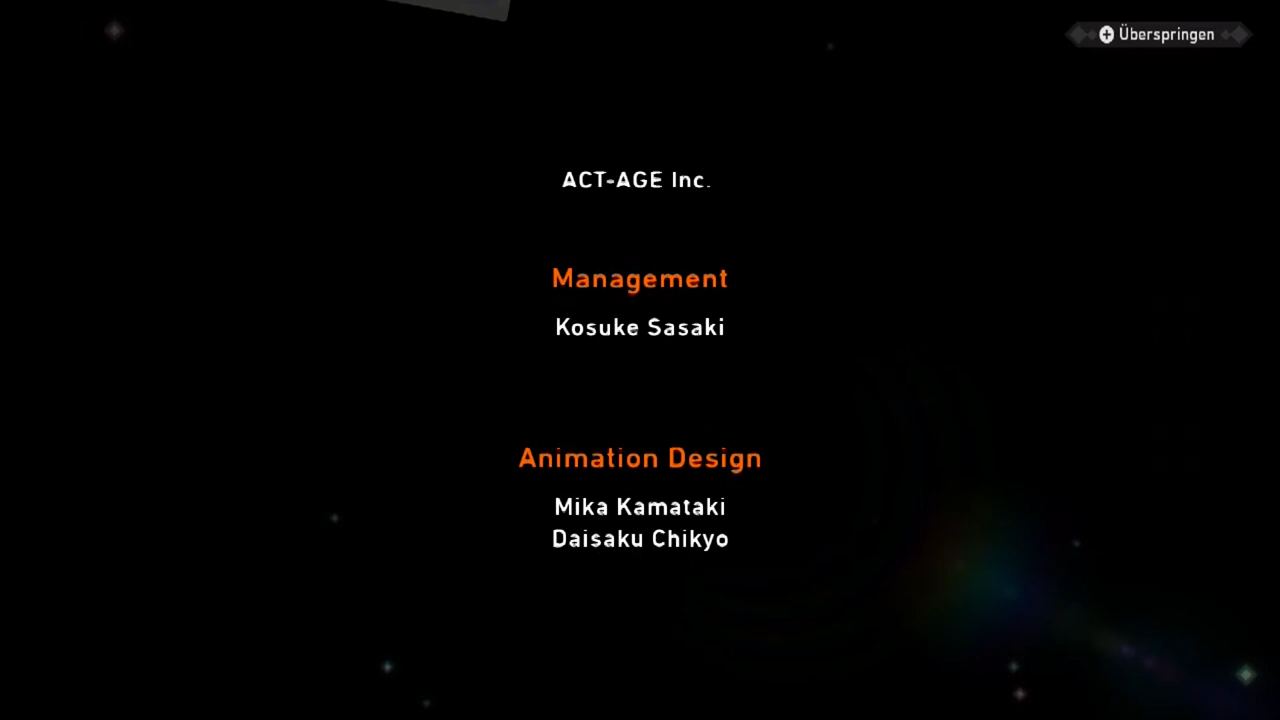 Überspringen
ACT-AGE Inc.
Management
Kosuke Sasaki
Animation Design
Mika Kamataki
Daisaku Chikyo